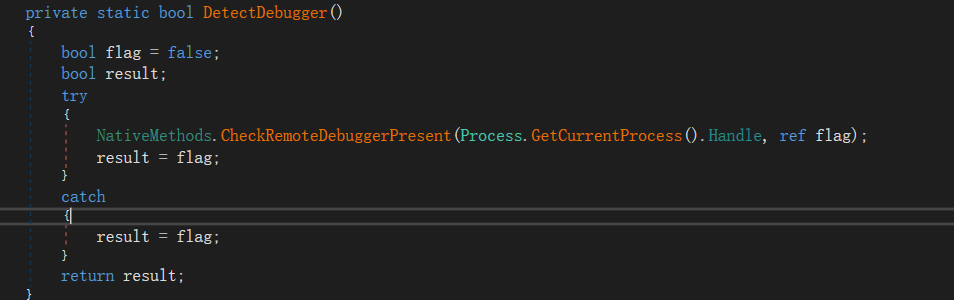 private static bool DetectDebugger()
{
bool flag = false;
bool result;
try
{
NativeMethods.CheckRemoteDebuggerPresent(Process.GetCurrentProcess().Handle, ref flag);
result = flag;
}
catch
{
result = flag;
}
return result;
}